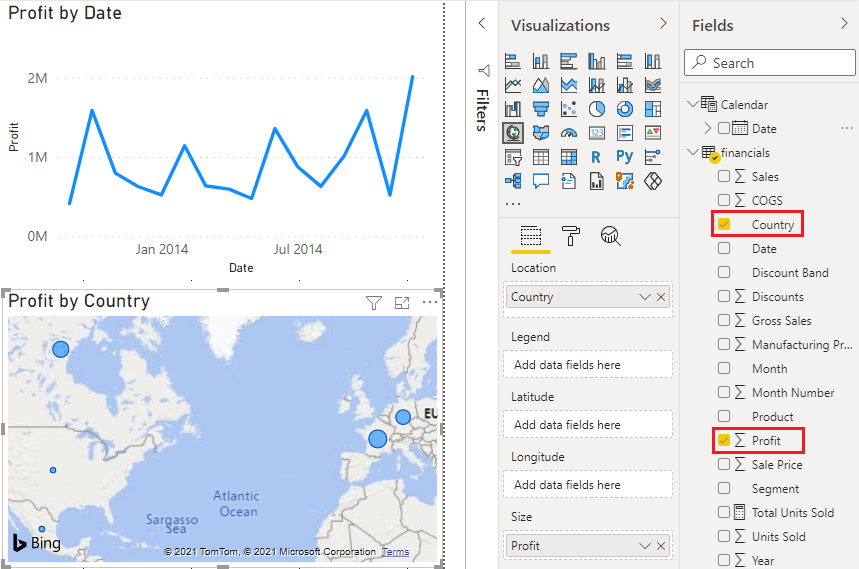 Profit by Date
2M
1M
0M
Profit
Jan 2014
Jul 2014
Date
Profit by Country
Atlantic
Ocean
Sargasso
Sea
EU
Bing
© 2021 TomTom, © 2021 Microsoft Corporation Terms
Filters
Visualizations
123
R
Py
...
Location
Country
Legend
Add data fields here
Latitude
Add data fields here
Longitude
Add data fields here
Size
Profit
Fields
Search
Calendar
Date
financials
Sales
COGS
Country
Date
Discount Band
Discounts
Gross Sales
Manufacturing Pr...
Month
Month Number
Product
Profit
Sale Price
Segment
Total Units Sold
Units Sold
Year